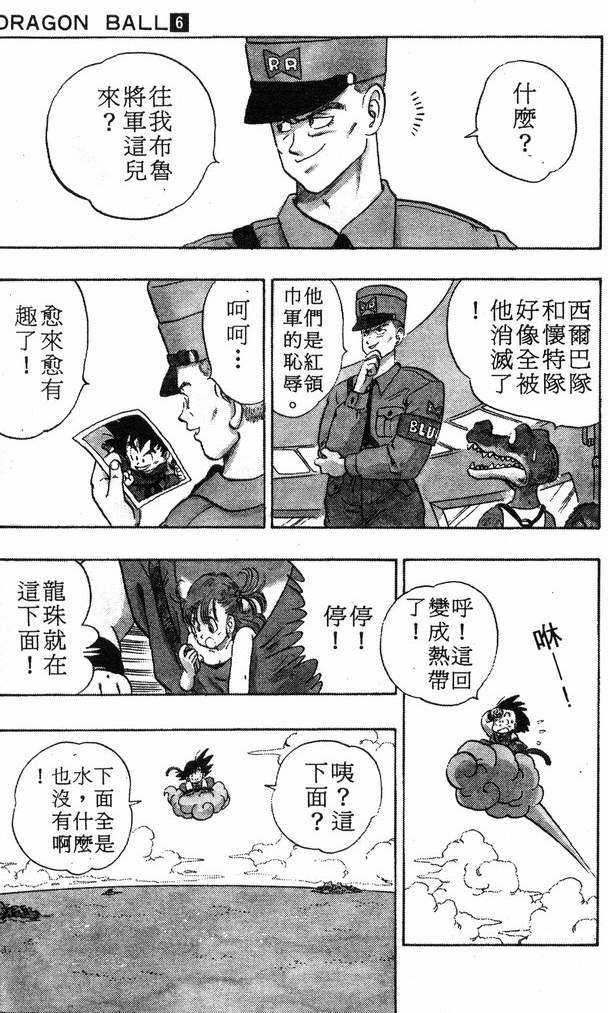 DRAGON BALL 6
什麼？
RR
往我布魯
將軍這兒
來？
西爾巴隊
和懷特隊
好像全被
他消滅了
！
BLU
他們是紅領
巾軍的恥辱。
呵呵…
愈來愈有
趣了！
咻—！
呼！這回
變成熱帶
了！
停！
停！
龍珠就在
這下面！
咦？這
下面？
下面全是
水，什麼
也沒有啊
！